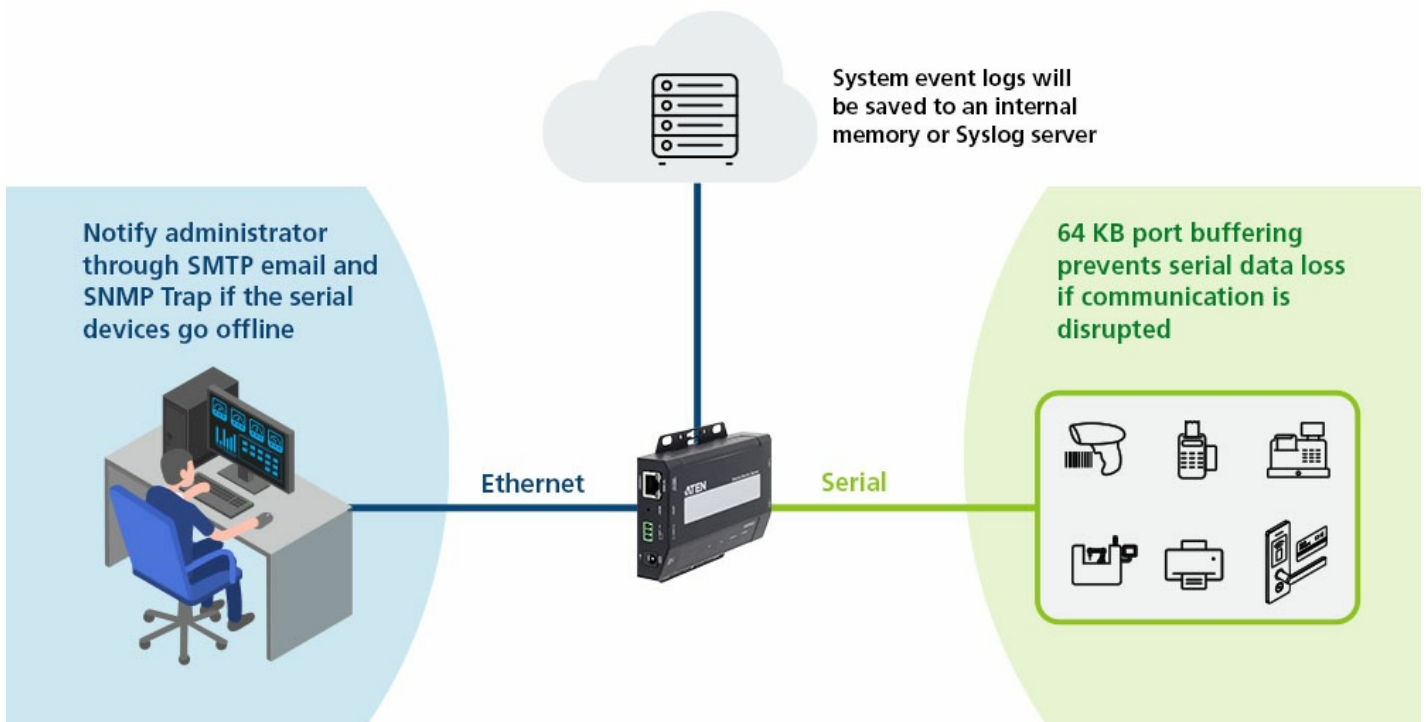 System event logs will
be saved to an internal
memory or Syslog server
Notify administrator
through SMTP email and
SNMP Trap if the serial
devices go offline
64 KB port buffering
prevents serial data loss
if communication is
disrupted
Ethernet
ATEN
Serial